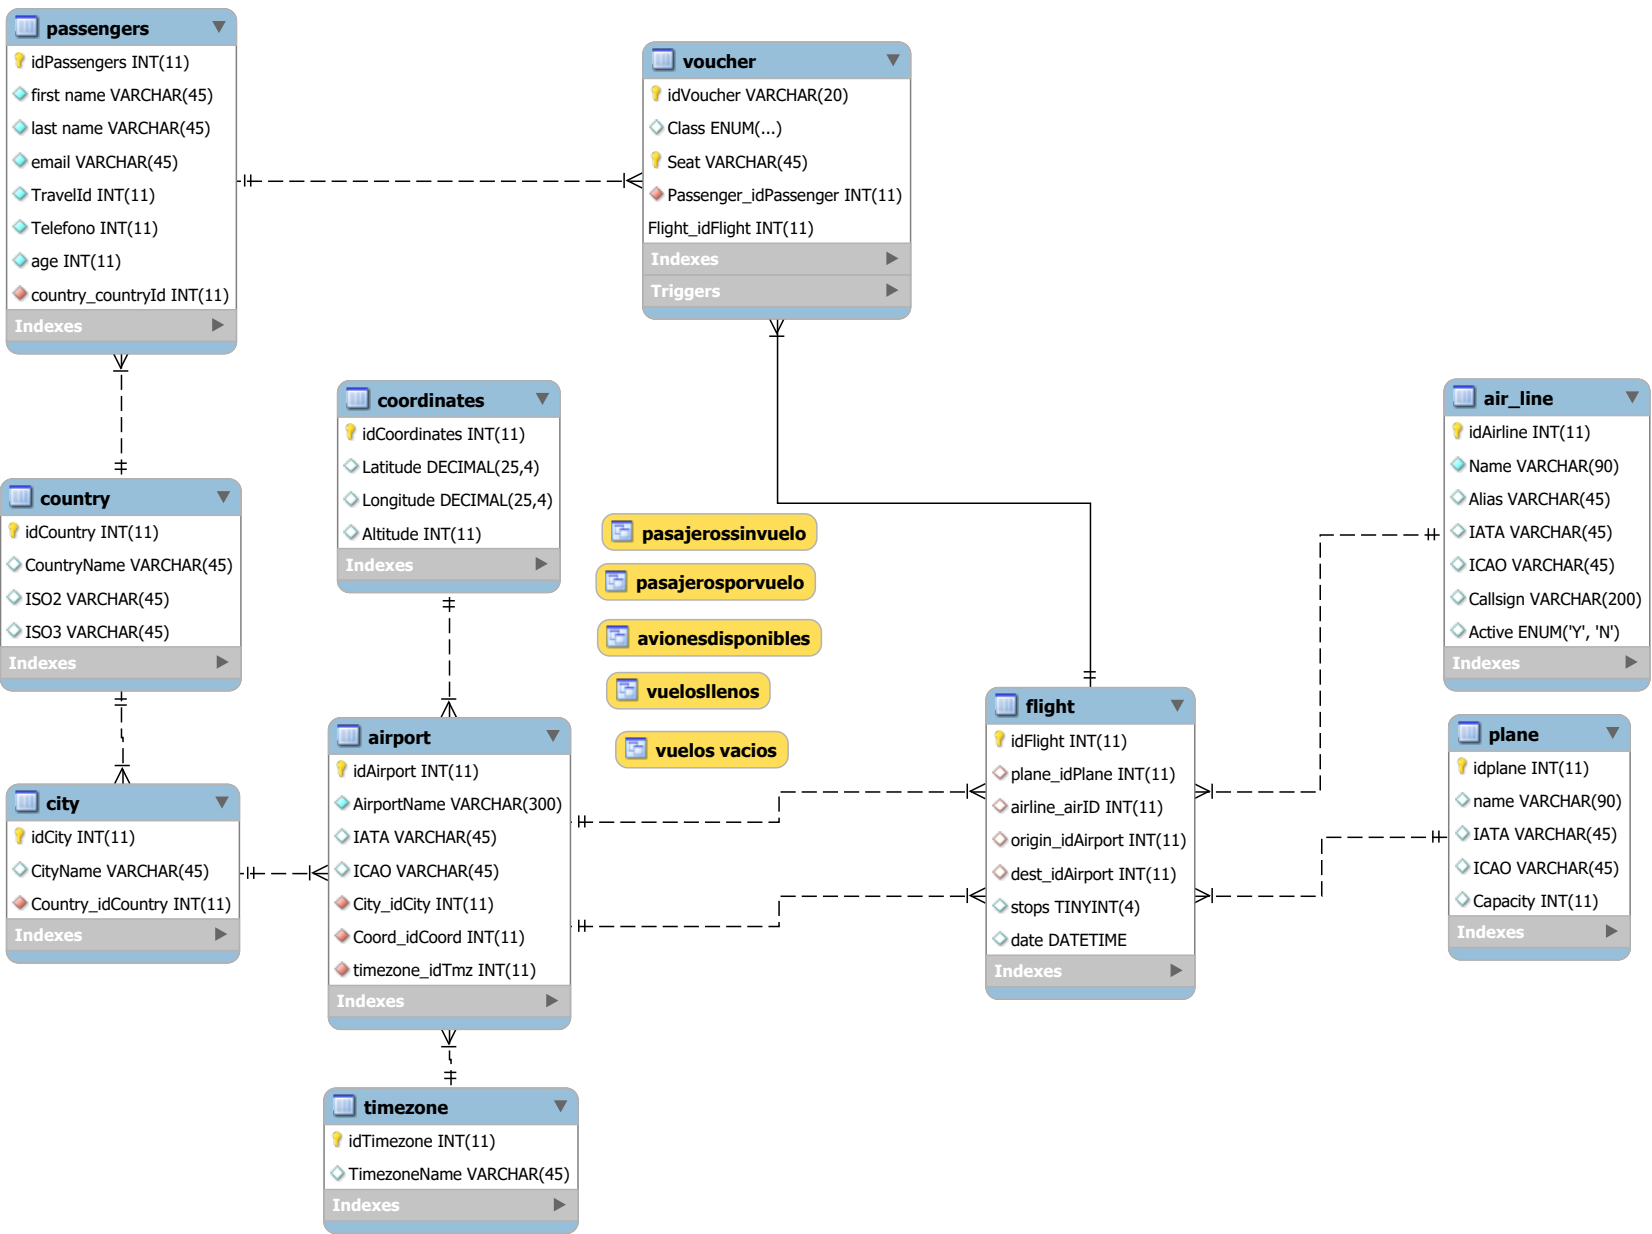 passengers
idPassengers INT(11)
first name VARCHAR(45)
last name VARCHAR(45)
email VARCHAR(45)
TravelId INT(11)
Telefono INT(11)
age INT(11)
country_countryId INT(11)
Indexes
voucher
idVoucher VARCHAR(20)
Class ENUM(...)
Seat VARCHAR(45)
Passenger_idPassenger INT(11)
Flight_idFlight INT(11)
Indexes
Triggers
country
idCountry INT(11)
CountryName VARCHAR(45)
ISO2 VARCHAR(45)
ISO3 VARCHAR(45)
Indexes
coordinates
idCoordinates INT(11)
Latitude DECIMAL(25,4)
Longitude DECIMAL(25,4)
Altitude INT(11)
Indexes
pasajerossinvuelo
pasajerosporvuelo
avionesdisponibles
vuelosllenos
vuelos vacios
air_line
idAirline INT(11)
Name VARCHAR(90)
Alias VARCHAR(45)
IATA VARCHAR(45)
ICAO VARCHAR(45)
Callsign VARCHAR(200)
Active ENUM('Y', 'N')
Indexes
city
idCity INT(11)
CityName VARCHAR(45)
Country_idCountry INT(11)
Indexes
airport
idAirport INT(11)
AirportName VARCHAR(300)
IATA VARCHAR(45)
ICAO VARCHAR(45)
City_idCity INT(11)
Coord_idCoord INT(11)
timezone_idTmz INT(11)
Indexes
flight
idFlight INT(11)
plane_idPlane INT(11)
airline_airID INT(11)
origin_idAirport INT(11)
dest_idAirport INT(11)
stops TINYINT(4)
date DATETIME
Indexes
plane
idplane INT(11)
name VARCHAR(90)
IATA VARCHAR(45)
ICAO VARCHAR(45)
Capacity INT(11)
Indexes
timezone
idTimezone INT(11)
TimezoneName VARCHAR(45)
Indexes